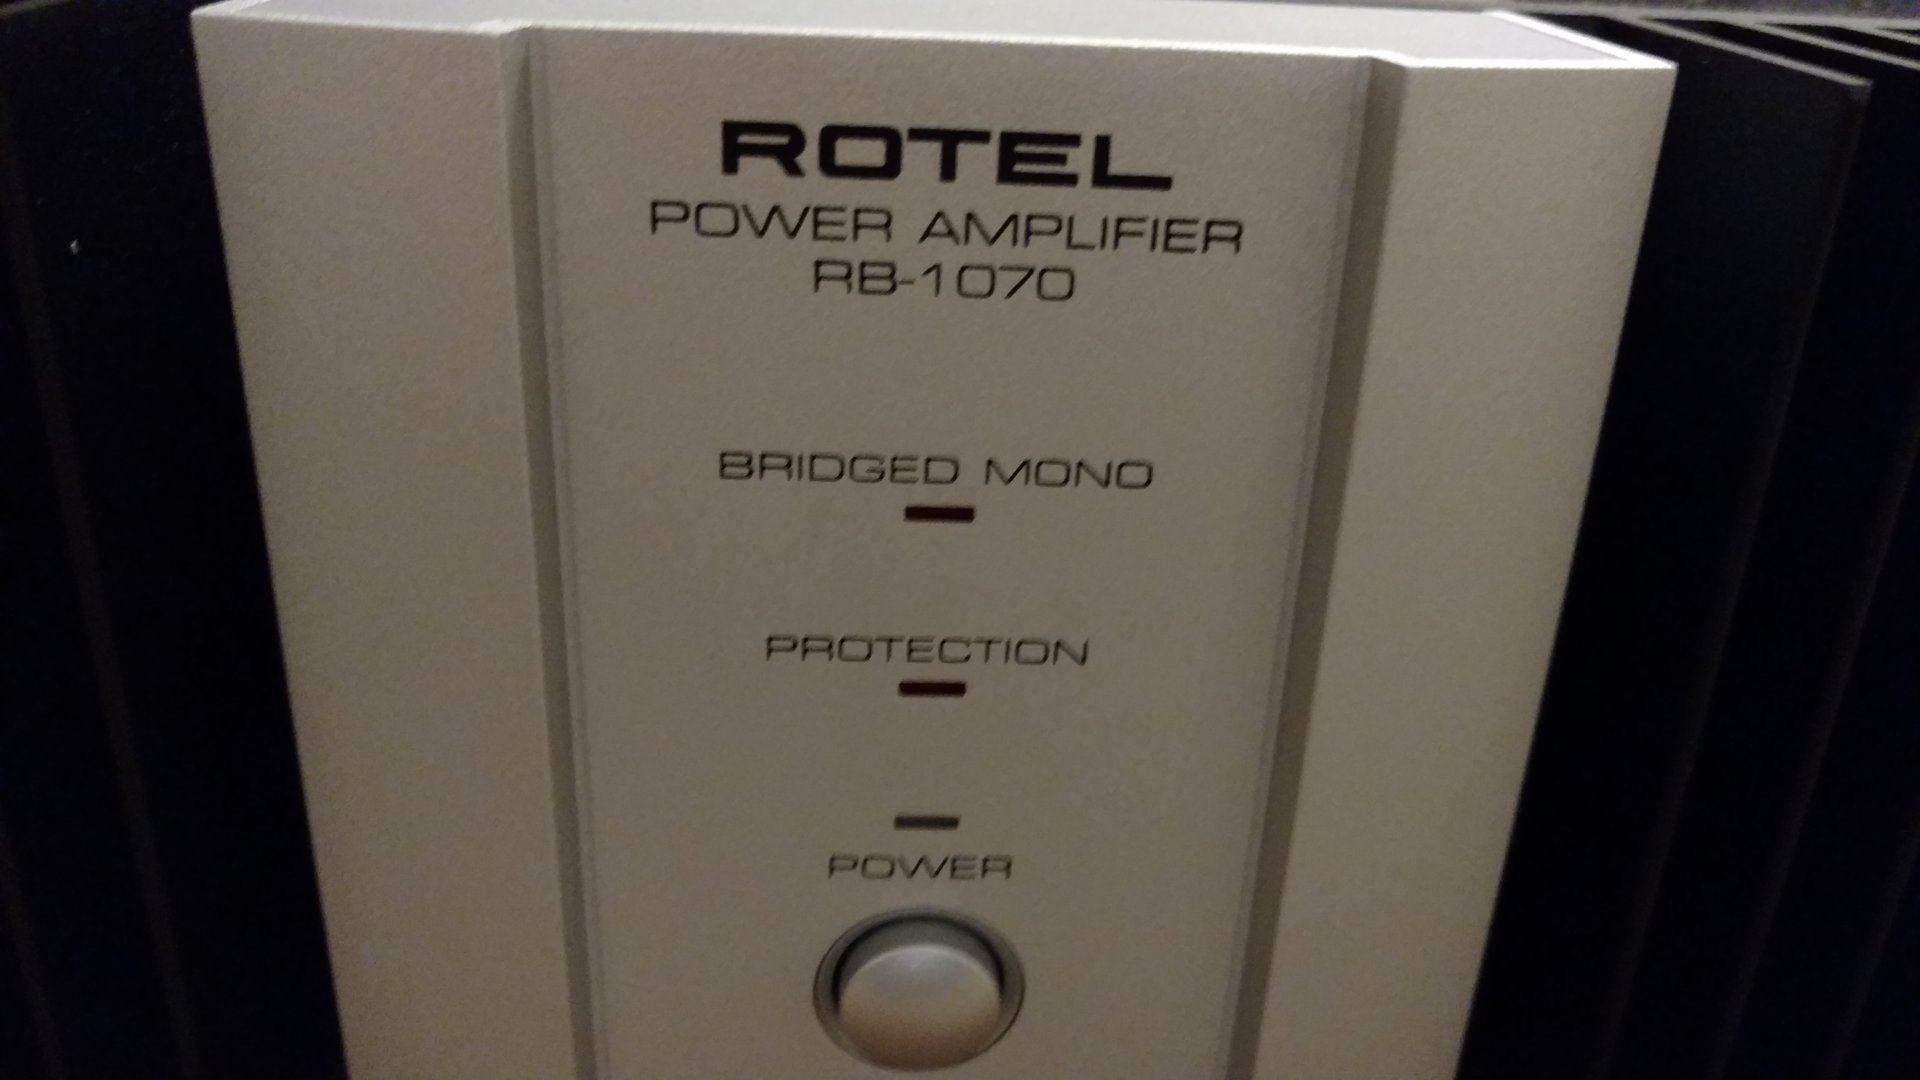 ROTEL
POWER AMPLIFIER
RB-1070
BRIDGED MONO
PROTECTION
POWER